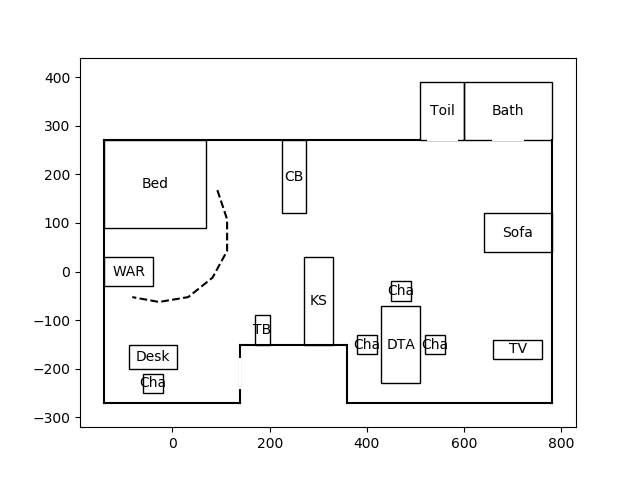 400
300
200
100
0
−100
−200
−300
0
200
400
600
800
Toil
Bath
Bed
CB
Sofa
WAR
KS
Cha
TB
Cha
DTA
Cha
TV
Desk
Cha